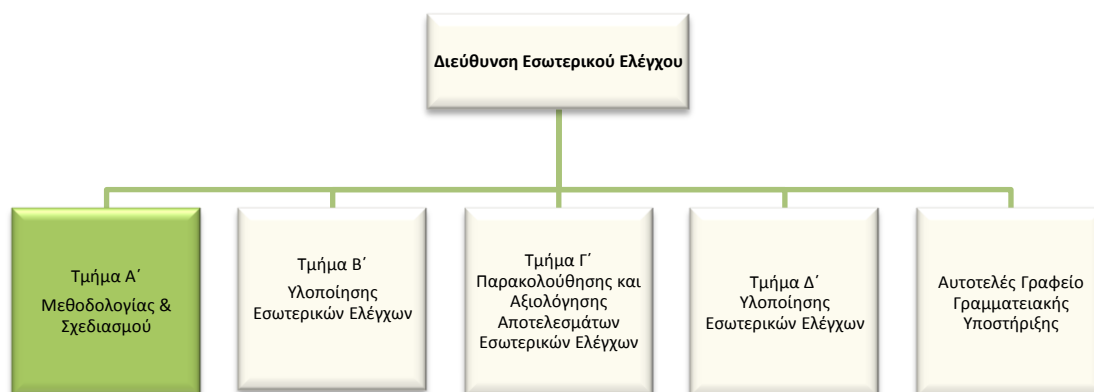 Διεύθυνση Εσωτερικού Ελέγχου
Τμήμα Α΄
Μεθοδολογίας &
Σχεδιασμού
Τμήμα Β΄
Υλοποίησης
Εσωτερικών Ελέγχων
Τμήμα Γ΄
Παρακολούθησης και
Αξιολόγησης
Αποτελεσμάτων
Εσωτερικών Ελέγχων
Τμήμα Δ΄
Υλοποίησης
Εσωτερικών Ελέγχων
Αυτοτελές Γραφείο
Γραμματειακής
Υποστήριξης